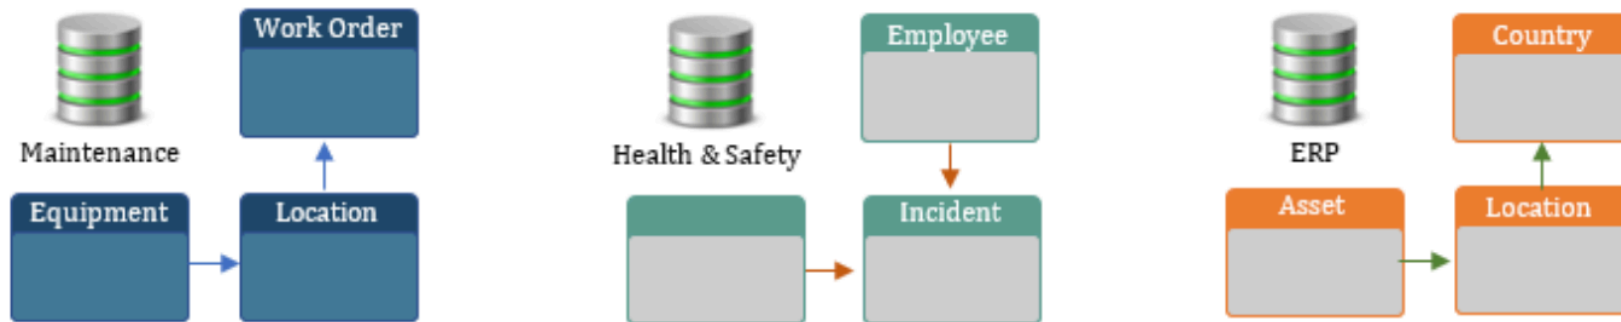 Work Order
Maintenance
Equipment
Location
Employee
Health & Safety
Incident
Country
ERP
Asset
Location